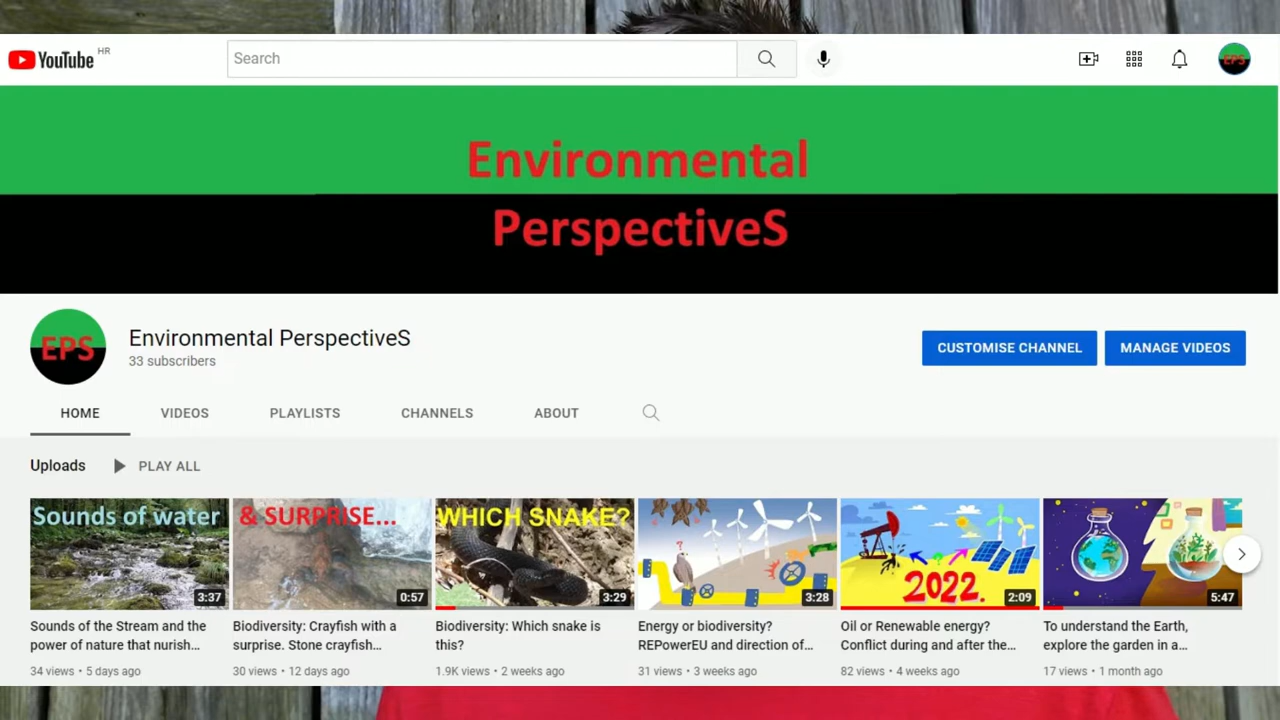 YouTube HR
Search
EPS
Environmental
PerspectiveS
EPS
Environmental PerspectiveS
33 subscribers
CUSTOMISE CHANNEL
MANAGE VIDEOS
HOME
VIDEOS
PLAYLISTS
CHANNELS
ABOUT
Uploads
PLAY ALL
Sounds of water
3:37
& SURPRISE...
0:57
WHICH SNAKE?
3:29
?
3:28
2022.
2:09
5:47
Sounds of the Stream and the
power of nature that nurish...
34 views • 5 days ago
Biodiversity: Crayfish with a
surprise. Stone crayfish...
30 views • 12 days ago
Biodiversity: Which snake is
this?
1.9K views • 2 weeks ago
Energy or biodiversity?
REPowerEU and direction of...
31 views • 3 weeks ago
Oil or Renewable energy?
Conflict during and after the...
82 views • 4 weeks ago
To understand the Earth,
explore the garden in a...
17 views • 1 month ago